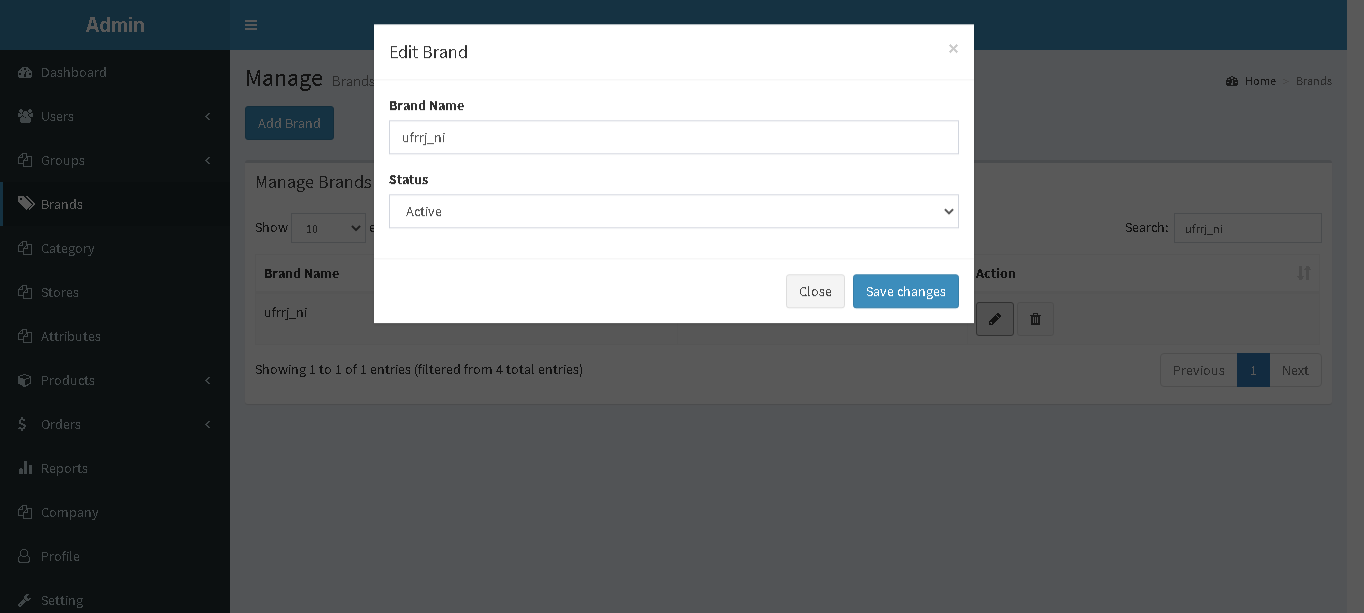 Admin
Dashboard
Users
Groups
Brands
Category
Stores
Attributes
Products
Orders
Reports
Company
Profile
Setting
Manage Brands
Home > Brands
Add Brand
Manage Brands
Show 10 e
Search: ufrrj_ni
Brand Name
Action
ufrrj_ni
Showing 1 to 1 of 1 entries (filtered from 4 total entries)
Previous 1 Next
Edit Brand ×
Brand Name
ufrrj_ni
Status
Active
Close Save changes